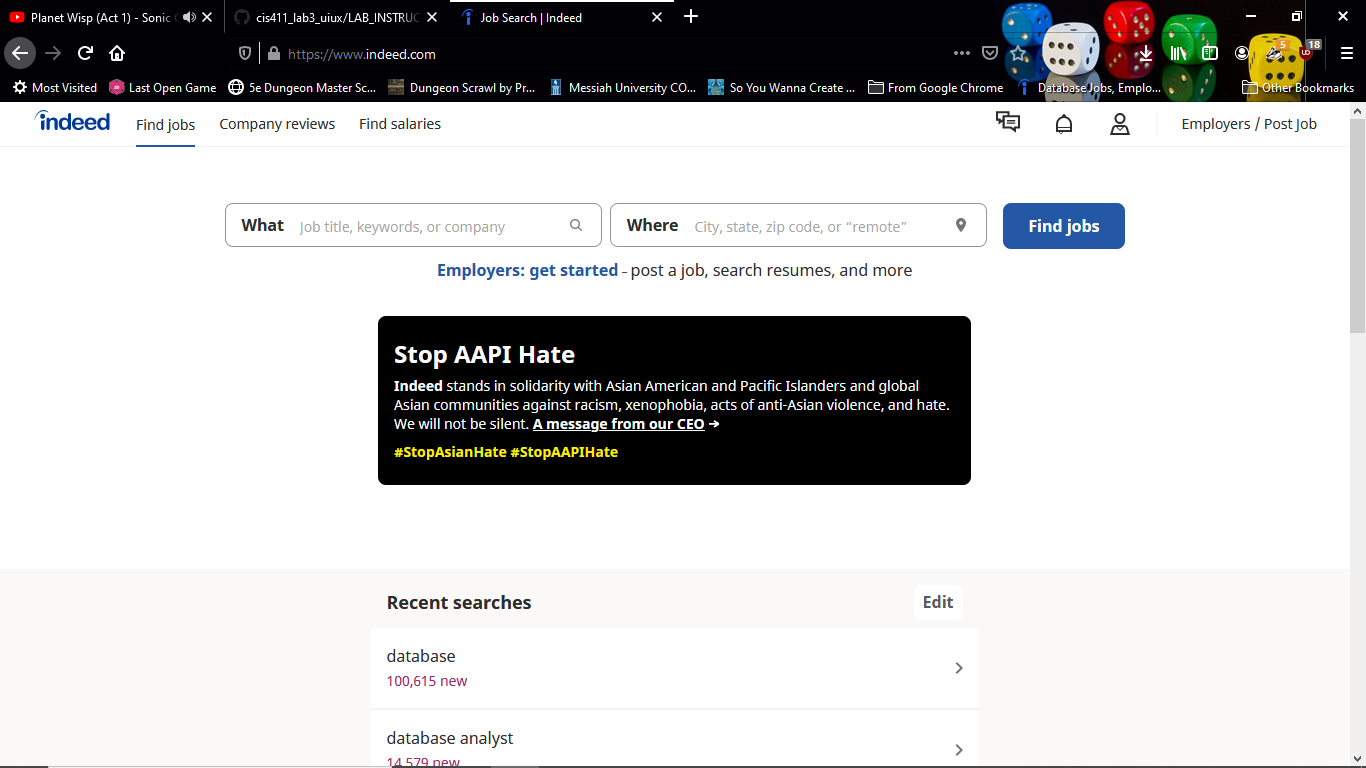 Planet Wisp (Act 1) - Sonic
cis411_lab3_uiux/LAB_INSTRUC
Job Search | Indeed
https://www.indeed.com
5
18
Most Visited
Last Open Game
5e Dungeon Master Sc...
Dungeon Scrawl by Pr...
Messiah University CO...
So You Wanna Create ...
From Google Chrome
Database Jobs, Emplo...
Other Bookmarks
indeed
Find jobs
Company reviews
Find salaries
Employers / Post Job
What Job title, keywords, or company
Where City, state, zip code, or “remote”
Find jobs
Employers: get started – post a job, search resumes, and more
Stop AAPI Hate
Indeed stands in solidarity with Asian American and Pacific Islanders and global
Asian communities against racism, xenophobia, acts of anti-Asian violence, and hate.
We will not be silent. A message from our CEO →
#StopAsianHate #StopAAPIHate
Recent searches
Edit
database
100,615 new
database analyst
14,579 new